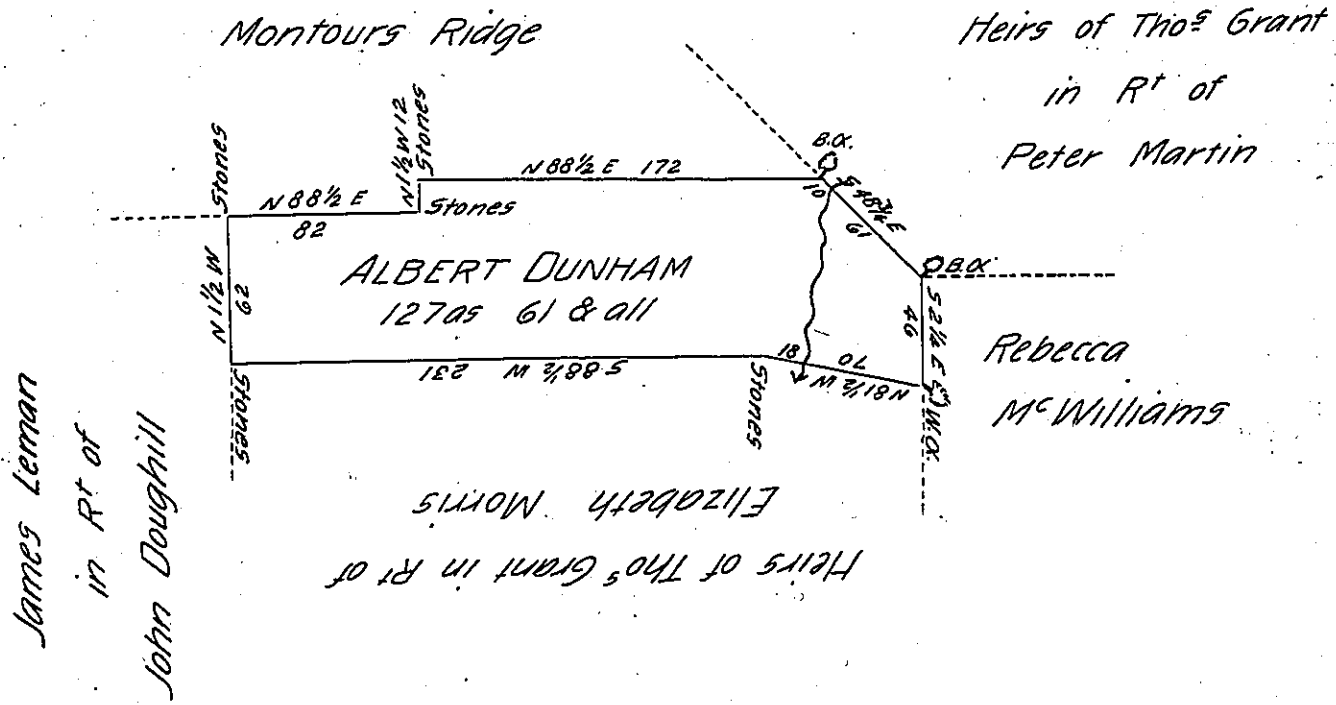 Montours Ridge
Heirs of Thoˢ Grant
in Rᵗ of
Peter Martin
Stones
N 88½ E
82
N 1½ W 12
Stones
Stones
N 88½ E 172
B.O.
10
S 48¾ E
61
B.O.
S 2¼ E
46
W.O.
Rebecca
Mᶜ Williams
ALBERT DUNHAM
127as 61 & all
N 1½ W
62
Stones
S 88½ W 231
Stones
18
N 81½ W
70
Heirs of Thoˢ Grant in Rt of
Elizabeth Morris
James Leman
in Rᵗ of
John Doughill